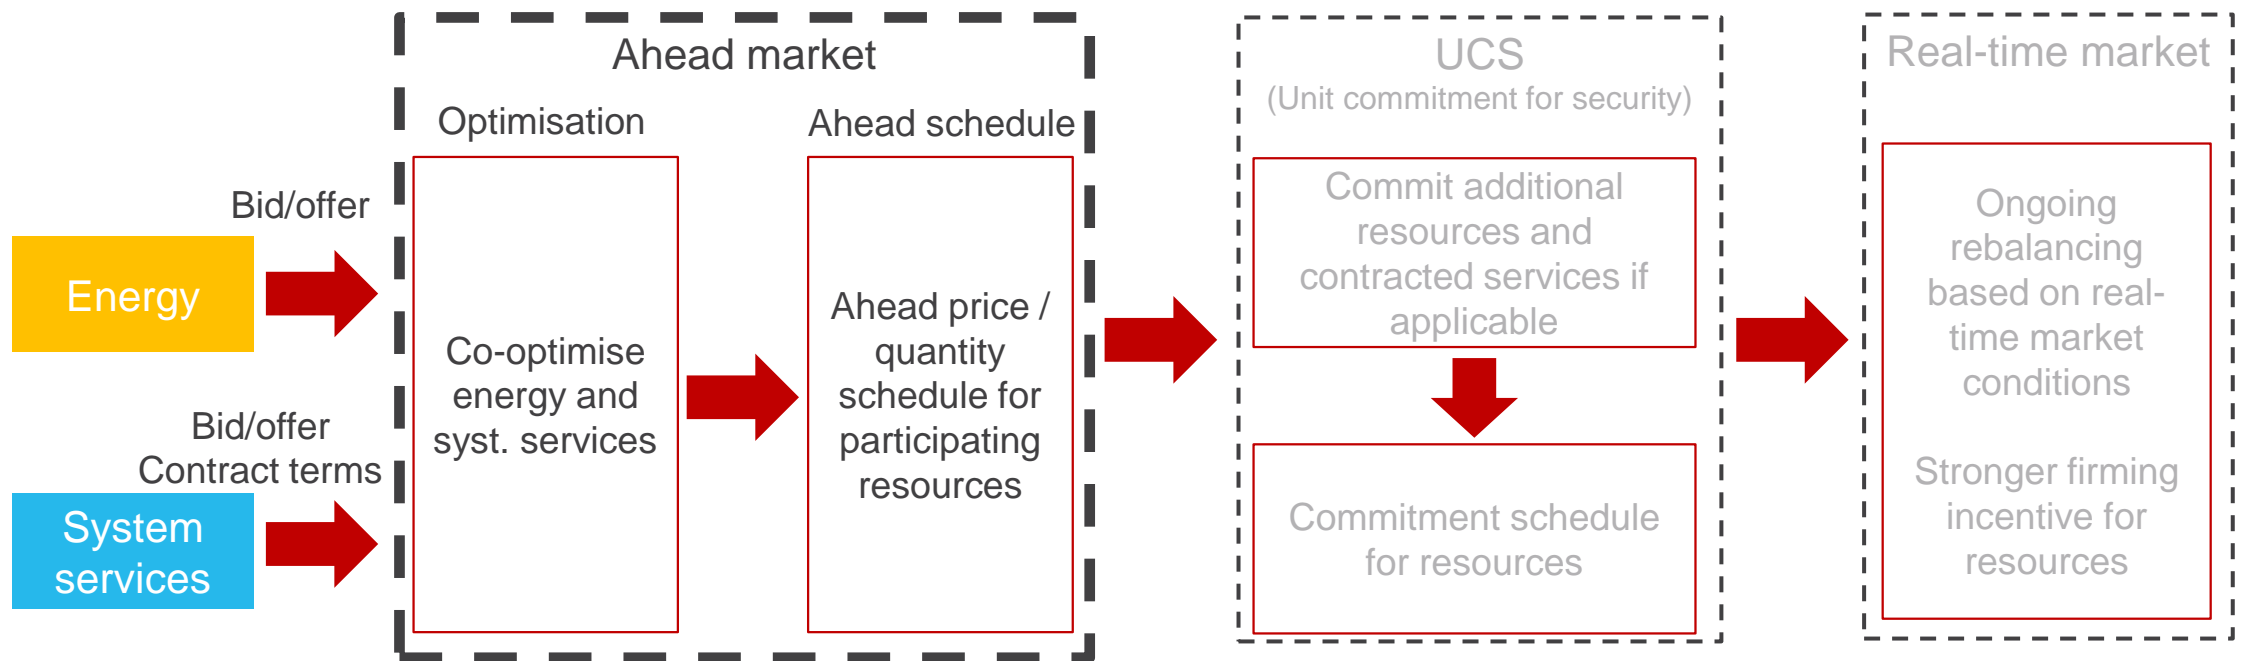 Ahead market
Optimisation
Ahead schedule
Bid/offer
Energy
Bid/offer
Contract terms
System
services
Co-optimise
energy and
syst. services
Ahead price /
quantity
schedule for
participating
resources
UCS
(Unit commitment for security)
Commit additional
resources and
contracted services if
applicable
Commitment schedule
for resources
Real-time market
Ongoing
rebalancing
based on real-
time market
conditions
Stronger firming
incentive for
resources